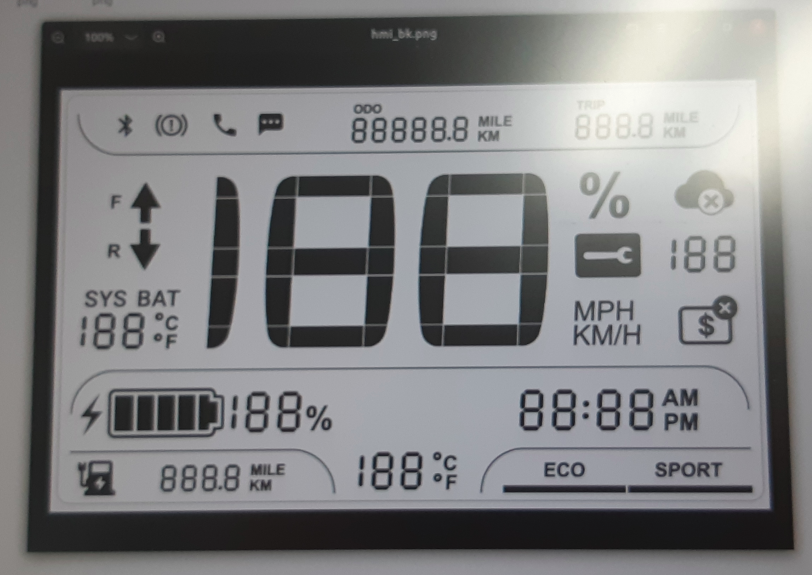 100%
hmi_bk.png
ODO
88888.8 MILE
KM
TRIP
888.8 MILE
KM
F
R
188
%
188
SYS BAT
188 °C
°F
MPH
KM/H
$
188%
88:88 AM
PM
888.8 MILE
KM
188 °C
°F
ECO
SPORT